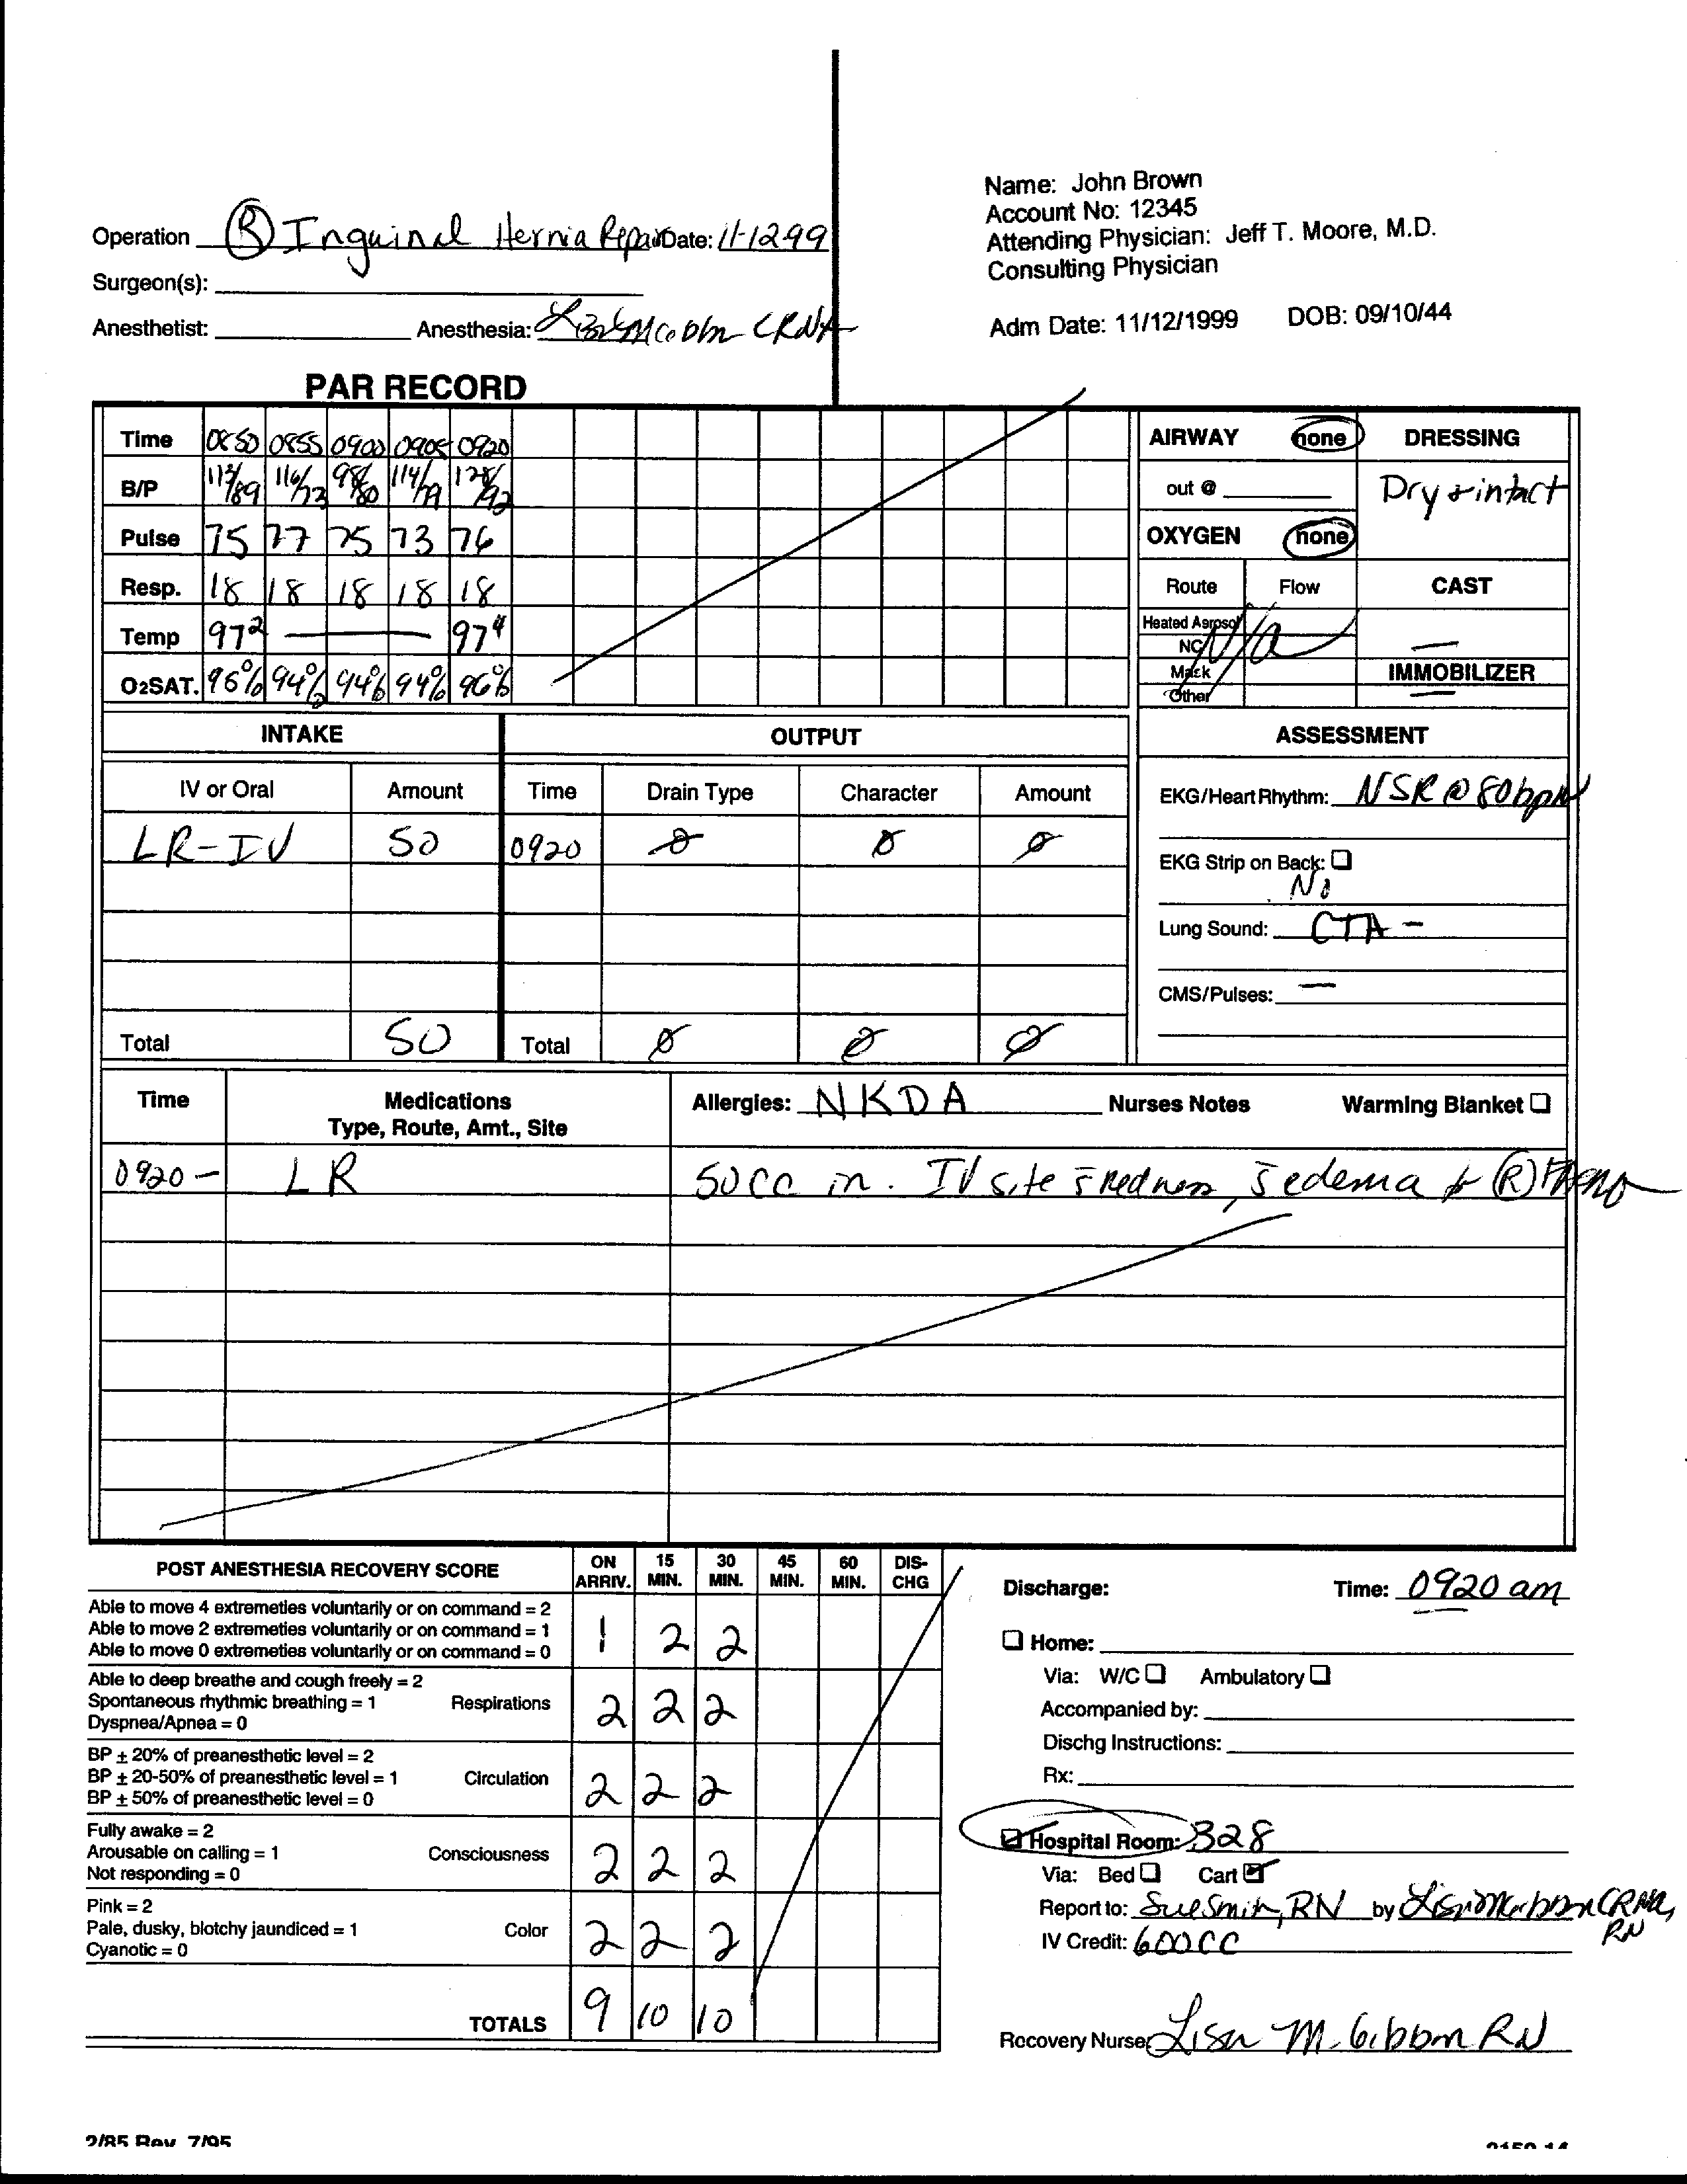 Name: John Brown
Account No: 12345
Attending Physician: Jeff T. Moore, M.D.
Consulting Physician
Adm Date: 11/12/1999 DOB: 09/10/44
Operation Ⓡ Inguinal Hernia Repair Date: 11-12-99
Surgeon(s):
Anesthetist: Anesthesia: CRNA
PAR RECORD
Time 0850 0855 0900 0905 0920
B/P 112/89 116/73 98/80 114/79 128/92
Pulse 75 77 75 73 76
Resp. 18 18 18 18 18
Temp 97² — 97⁴
O2SAT. 96% 94% 94% 94% 96%
AIRWAY none DRESSING
out @ Dry & intact
OXYGEN none
Route Flow CAST
Heated Aerosol N/a
NC —
Mask IMMOBILIZER
Other —
INTAKE OUTPUT ASSESSMENT
IV or Oral Amount Time Drain Type Character Amount
LR-IV 50 0920 Ø Ø Ø
Total 50 Total Ø Ø Ø
EKG/Heart Rhythm: NSR @ 80bpm
EKG Strip on Back: ☐
No
Lung Sound: CTA -
CMS/Pulses: —
Time Medications Allergies: NKDA Nurses Notes Warming Blanket ☐
Type, Route, Amt., Site
0920 - LR 50cc in. IV site s̄ redness, s̄ edema Ⓡ
POST ANESTHESIA RECOVERY SCORE ON ARRIV. 15 MIN. 30 MIN. 45 MIN. 60 MIN. DIS-CHG
Able to move 4 extremeties voluntarily or on command = 2
Able to move 2 extremeties voluntarily or on command = 1 1 2 2
Able to move 0 extremeties voluntarily or on command = 0
Able to deep breathe and cough freely = 2
Spontaneous rhythmic breathing = 1 Respirations 2 2 2
Dyspnea/Apnea = 0
BP ± 20% of preanesthetic level = 2
BP ± 20-50% of preanesthetic level = 1 Circulation 2 2 2
BP ± 50% of preanesthetic level = 0
Fully awake = 2
Arousable on calling = 1 Consciousness 2 2 2
Not responding = 0
Pink = 2
Pale, dusky, blotchy jaundiced = 1 Color 2 2 2
Cyanotic = 0
TOTALS 9 10 10
Discharge: Time: 0920 am
☐ Home:
Via: W/C ☐ Ambulatory ☐
Accompanied by:
Dischg Instructions:
Rx:
☑ Hospital Room: 328
Via: Bed ☐ Cart ☑
Report to: Sue Smith, RN by CRNA,
RN
IV Credit: 600CC
Recovery Nurse: Lisa M. Gibbon RN
2/85 Rev. 7/95